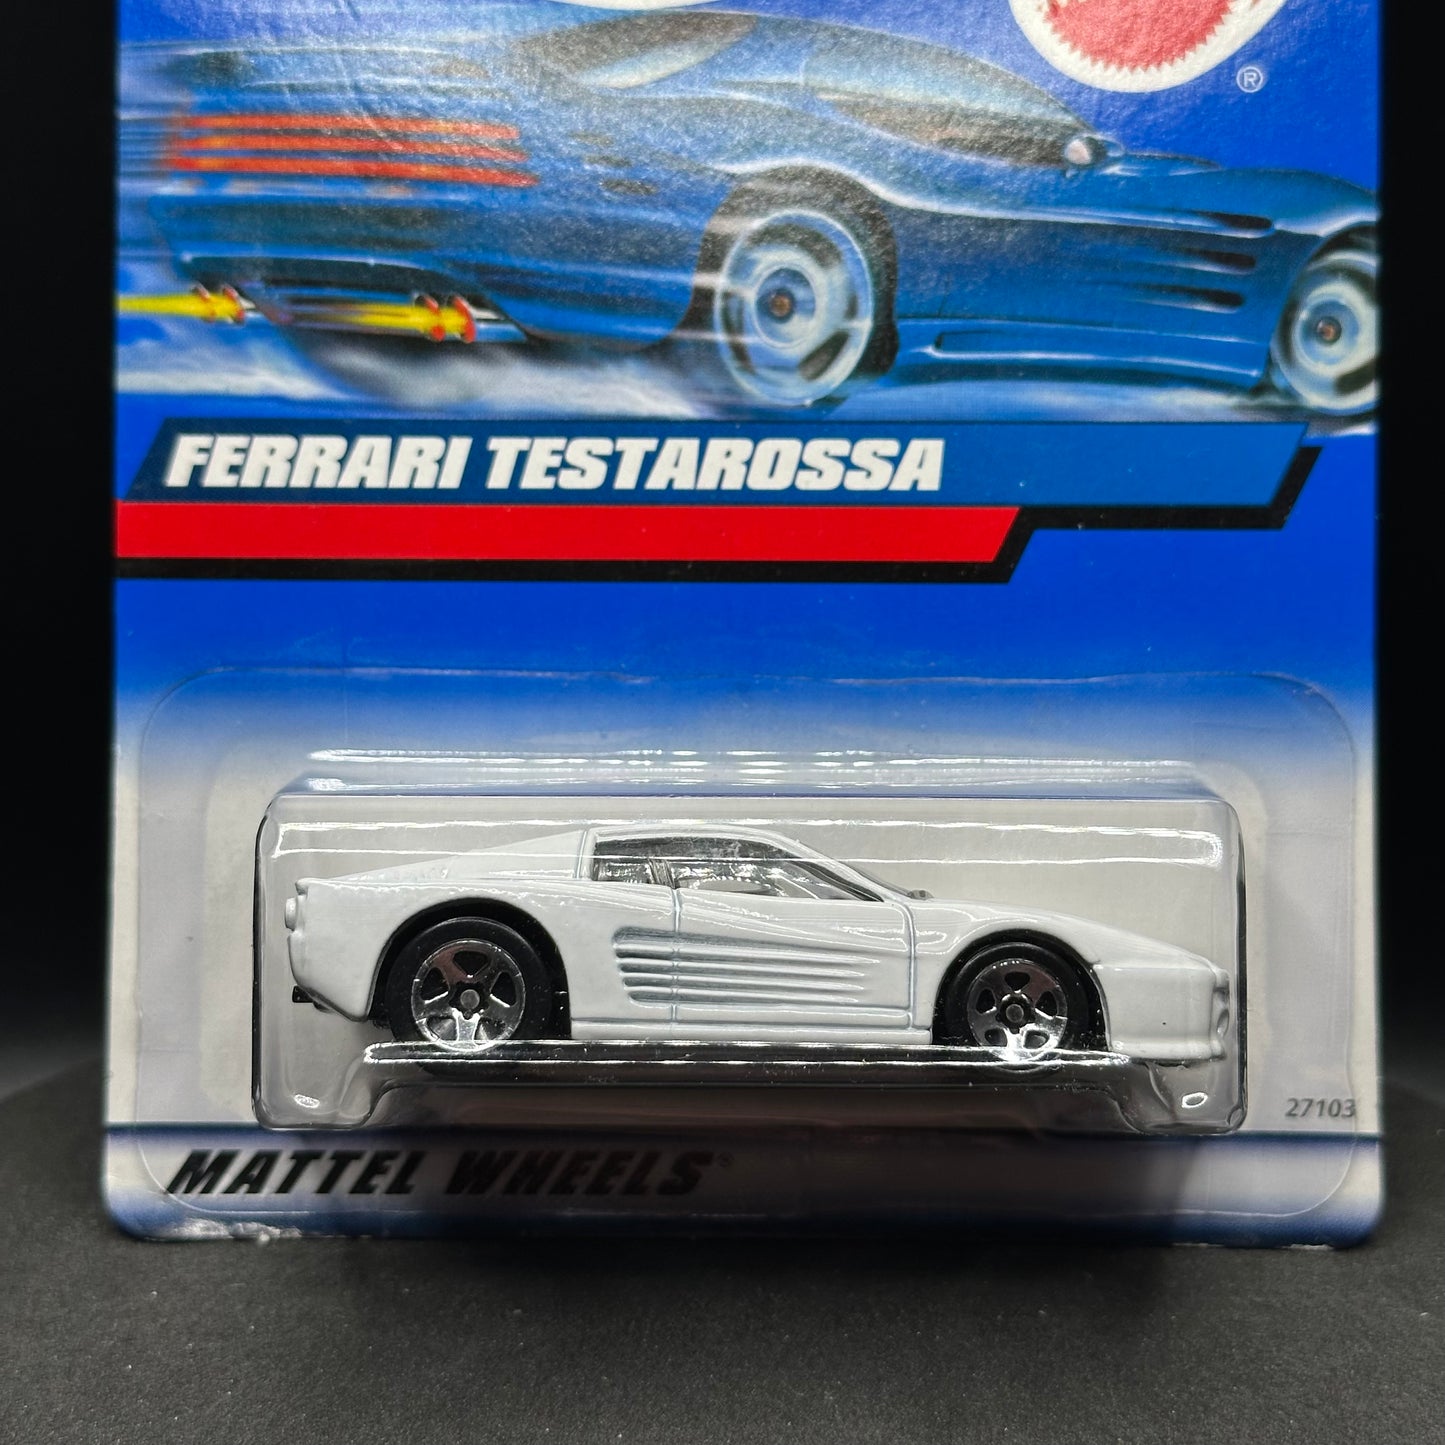 ®
FERRARI TESTAROSSA
27103
MATTEL WHEELS®